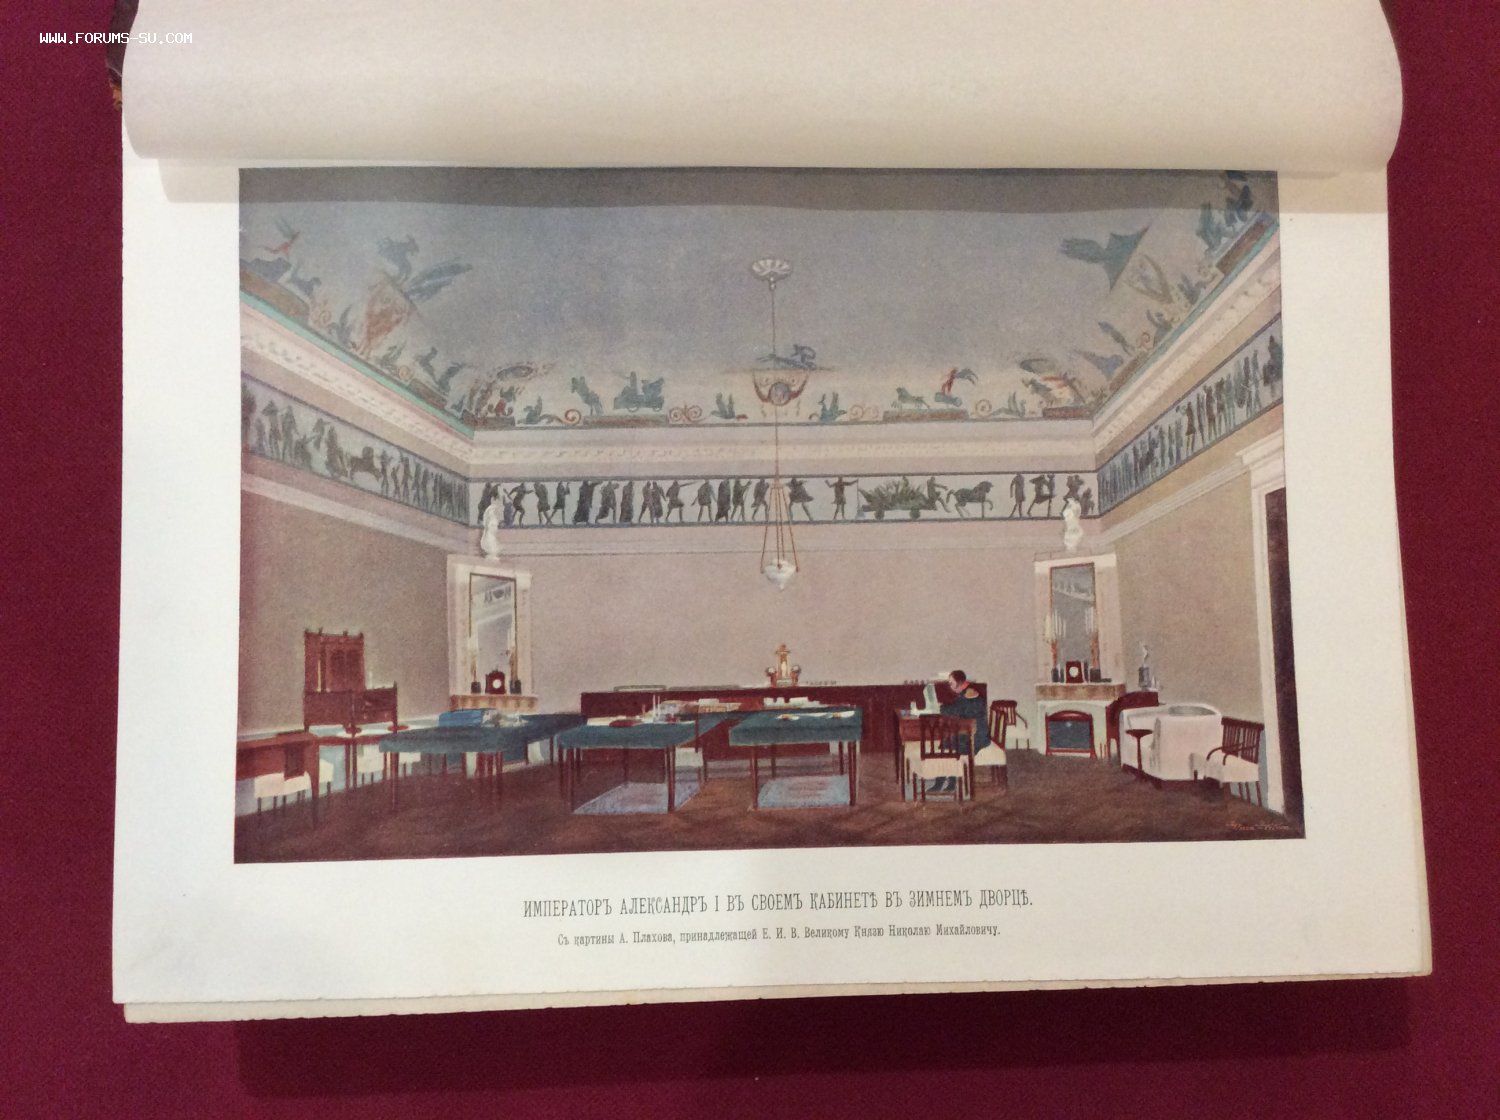 WWW.FORUMS-SU.COM
ИМПЕРАТОРЪ АЛЕКСАНДРЪ I ВЪ СВОЕМЪ КАБИНЕТѢ ВЪ ЗИМНЕМЪ ДВОРЦѢ.
Съ картины А. Плахова, принадлежащей Е. И. В. Великому Князю Николаю Михайловичу.